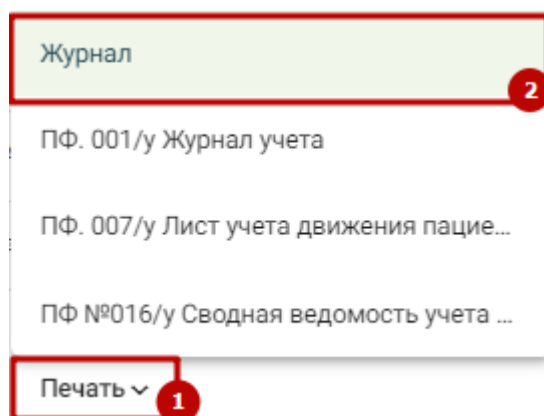 Журнал
2
ПФ. 001/у Журнал учета
ПФ. 007/у Лист учета движения пацие...
ПФ №016/у Сводная ведомость учета ...
Печать
1